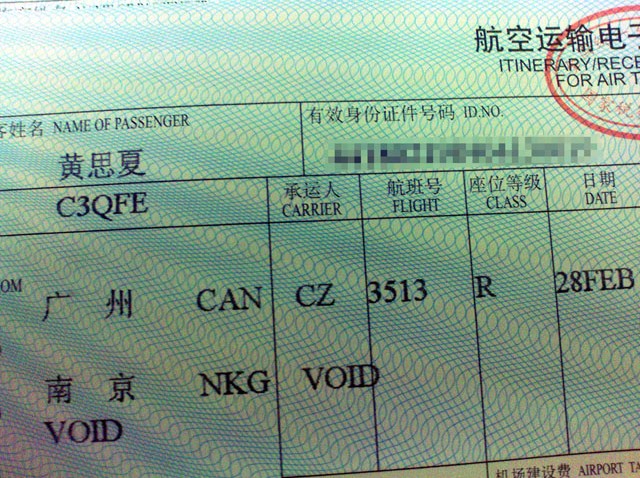 航空运输电子
ITINERARY/RECE
FOR AIR T
姓名 NAME OF PASSENGER
有效身份证件号码 ID.NO.
黄思夏
C3QFE
承运人 航班号 座位等级 日期
CARRIER FLIGHT CLASS DATE
OM 广 州 CAN CZ 3513 R 28FEB
南 京 NKG VOID
VOID
机场建设费 AIRPORT TA